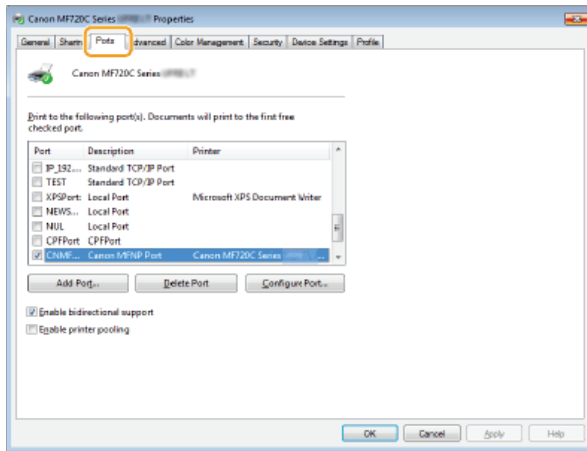 Canon MF720C Series Properties
General Sharin Ports dvanced Color Management Security Device Settings Profile
Canon MF720C Series
Print to the following port(s). Documents will print to the first free
checked port.
Port Description Printer
IP_192.... Standard TCP/IP Port
TEST Standard TCP/IP Port
XPSPort: Local Port Microsoft XPS Document Writer
NEWS... Local Port
NUL Local Port
CPFPort CPFPort
CNMF... Canon MFNP Port Canon MF720C Series ...
Add Port... Delete Port Configure Port...
Enable bidirectional support
Enable printer pooling
OK Cancel Apply Help